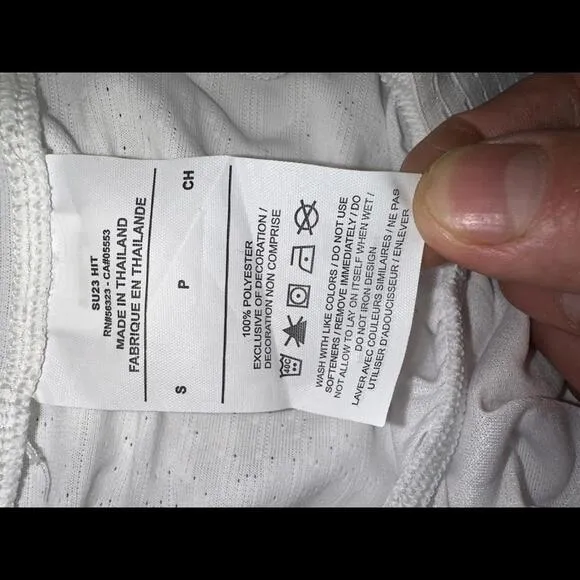 SU23 HIT
RN#56323 - CA#05553
MADE IN THAILAND
FABRIQUE EN THAILANDE
S P CH
100% POLYESTER
EXCLUSIVE OF DECORATION /
DECORATION NON COMPRISE
40C
WASH WITH LIKE COLORS / DO NOT USE
SOFTENERS / REMOVE IMMEDIATELY / DO
NOT ALLOW TO LAY ON ITSELF WHEN WET /
DO NOT IRON DESIGN.
LAVER AVEC COULEURS SIMILAIRES / NE PAS
UTILISER D'ADOUCISSEUR / ENLEVER